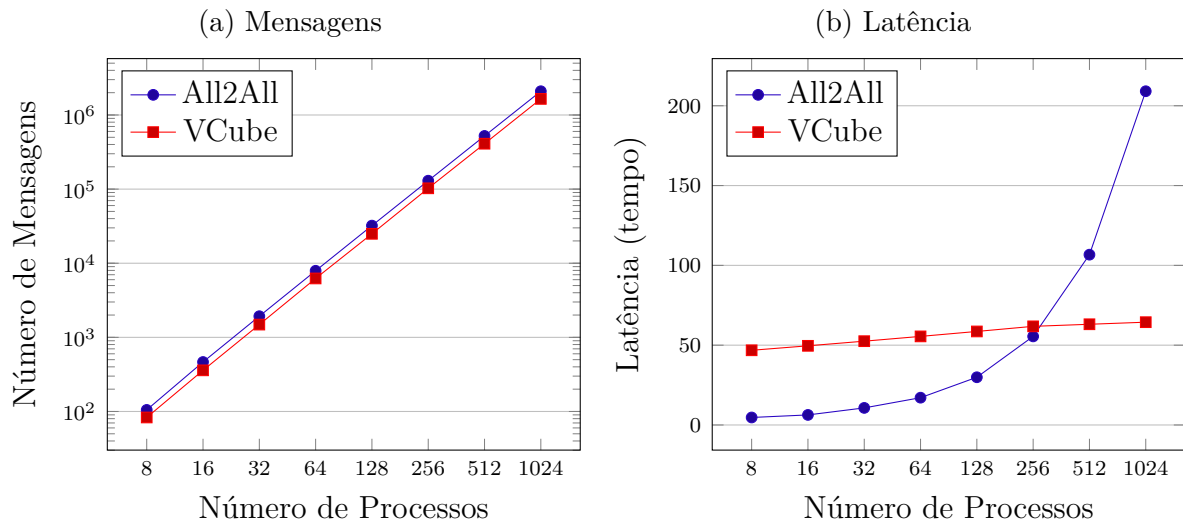 (a) Mensagens
All2All
VCube
Número de Mensagens
10^6
10^5
10^4
10^3
10^2
8 16 32 64 128 256 512 1024
Número de Processos
(b) Latência
All2All
VCube
Latência (tempo)
200
150
100
50
0
8 16 32 64 128 256 512 1024
Número de Processos